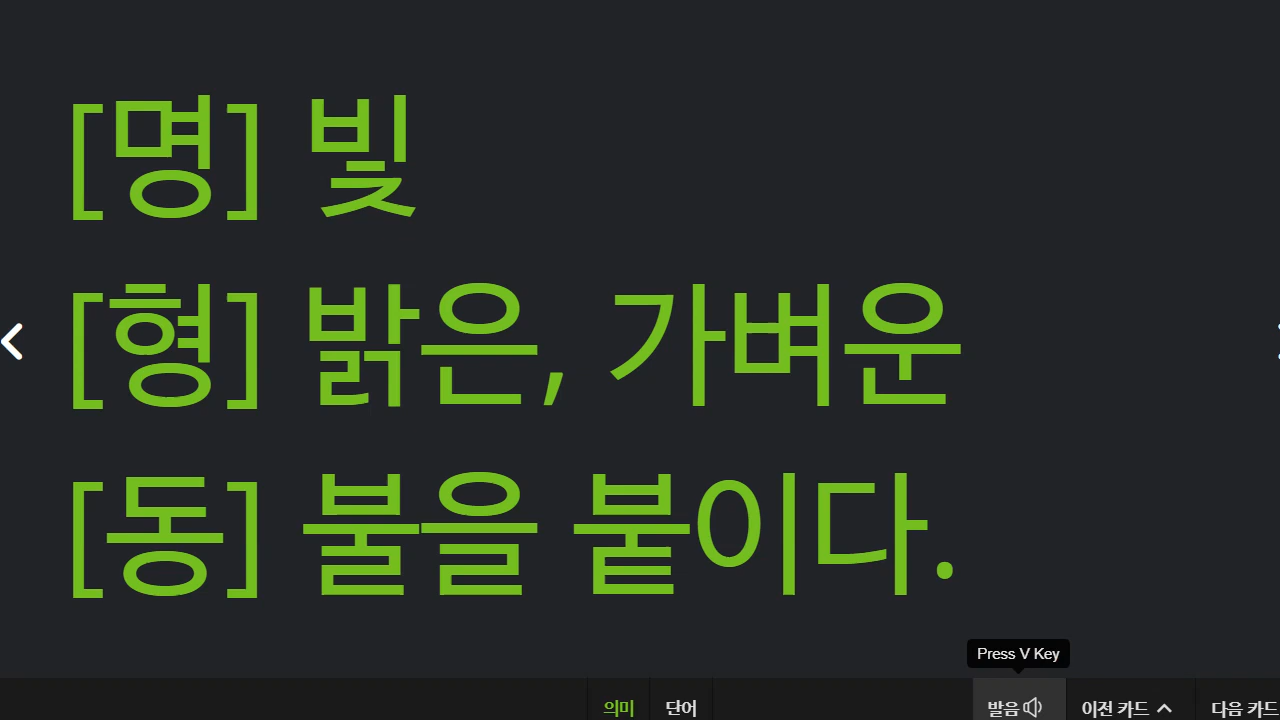 [명] 빛
[형] 밝은, 가벼운
[동] 불을 붙이다.
Press V Key
의미 단어 발음 이전 카드 다음 카드